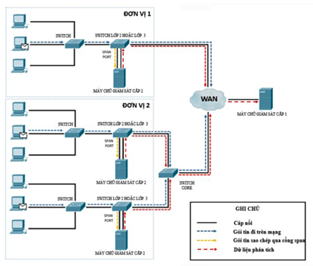 ĐƠN VỊ 1
SWITCH
SWITCH LỚP 2 HOẶC LỚP 3
SPAN
PORT
MÁY CHỦ GIÁM SÁT CẤP 2
WAN
MÁY CHỦ GIÁM SÁT CẤP 1
ĐƠN VỊ 2
SWITCH
SWITCH LỚP 2 HOẶC LỚP 3
SPAN
PORT
MÁY CHỦ GIÁM SÁT CẤP 2
SWITCH
CORE
SWITCH
SWITCH LỚP 2 HOẶC LỚP 3
SPAN
PORT
MÁY CHỦ GIÁM SÁT CẤP 2
GHI CHÚ
Cáp nối
Gói tin đi trên mạng
Gói tin sao chép qua cổng span
Dữ liệu phân tích